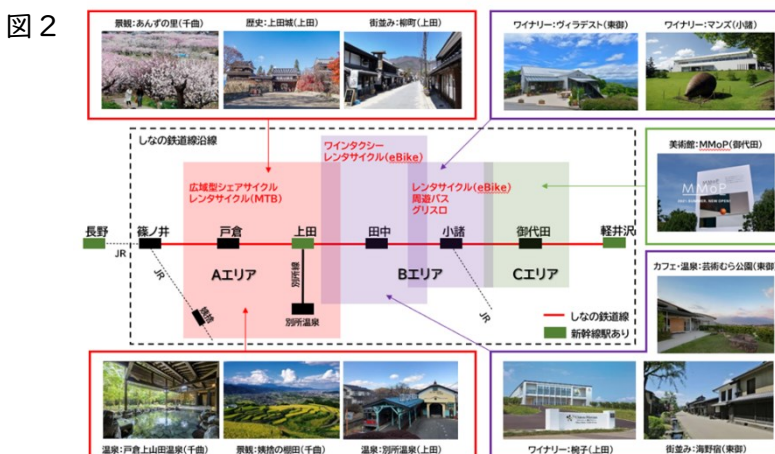 図2
景観:あんずの里(千曲)
歴史:上田城(上田)
街並み:柳町(上田)
ワイナリー:ヴィラデスト(東御)
ワイナリー:マンズ(小諸)
しなの鉄道線沿線
ワインタクシー
レンタサイクル(eBike)
広域型シェアサイクル
レンタサイクル(MTB)
レンタサイクル(eBike)
周遊バス
グリスロ
美術館:MMoP(御代田)
MMoP
長野
篠ノ井
戸倉
上田
田中
小諸
御代田
軽井沢
JR
JR
姨捨
Aエリア
別所線
別所温泉
Bエリア
JR
Cエリア
しなの鉄道線
新幹線駅あり
カフェ・温泉:芸術むら公園(東御)
温泉:戸倉上山田温泉(千曲)
景観:姨捨の棚田(千曲)
温泉:別所温泉(上田)
ワイナリー:椀子(上田)
街並み:海野宿(東御)